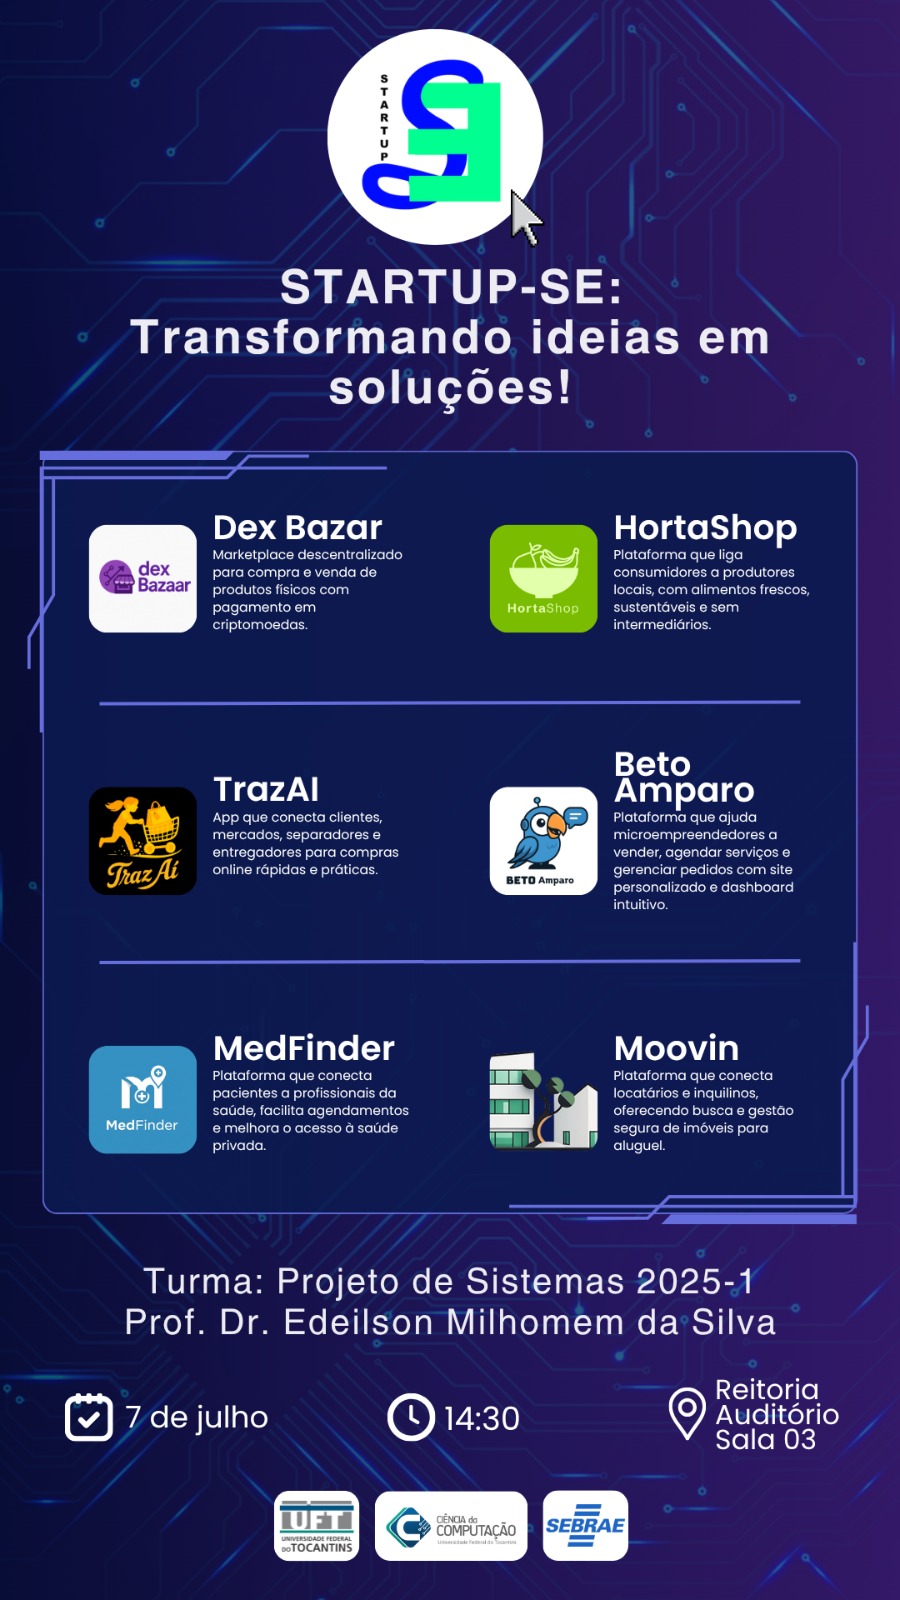 STARTUP
SE
STARTUP-SE:
Transformando ideias em
soluções!
dex
Bazaar
Dex Bazar
Marketplace descentralizado
para compra e venda de
produtos físicos com
pagamento em
criptomoedas.
HortaShop
HortaShop
Plataforma que liga
consumidores a produtores
locais, com alimentos frescos,
sustentáveis e sem
intermediários.
Traz Aí
TrazAI
App que conecta clientes,
mercados, separadores e
entregadores para compras
online rápidas e práticas.
BETO Amparo
Beto
Amparo
Plataforma que ajuda
microempreendedores a
vender, agendar serviços e
gerenciar pedidos com site
personalizado e dashboard
intuitivo.
MedFinder
MedFinder
Plataforma que conecta
pacientes a profissionais da
saúde, facilita agendamentos
e melhora o acesso à saúde
privada.
Moovin
Plataforma que conecta
locatários e inquilinos,
oferecendo busca e gestão
segura de imóveis para
aluguel.
Turma: Projeto de Sistemas 2025-1
Prof. Dr. Edeilson Milhomem da Silva
7 de julho
14:30
Reitoria
Auditório
Sala 03
UFT
UNIVERSIDADE FEDERAL
DO TOCANTINS
CIÊNCIA da
COMPUTAÇÃO
Universidade Federal do Tocantins
SEBRAE